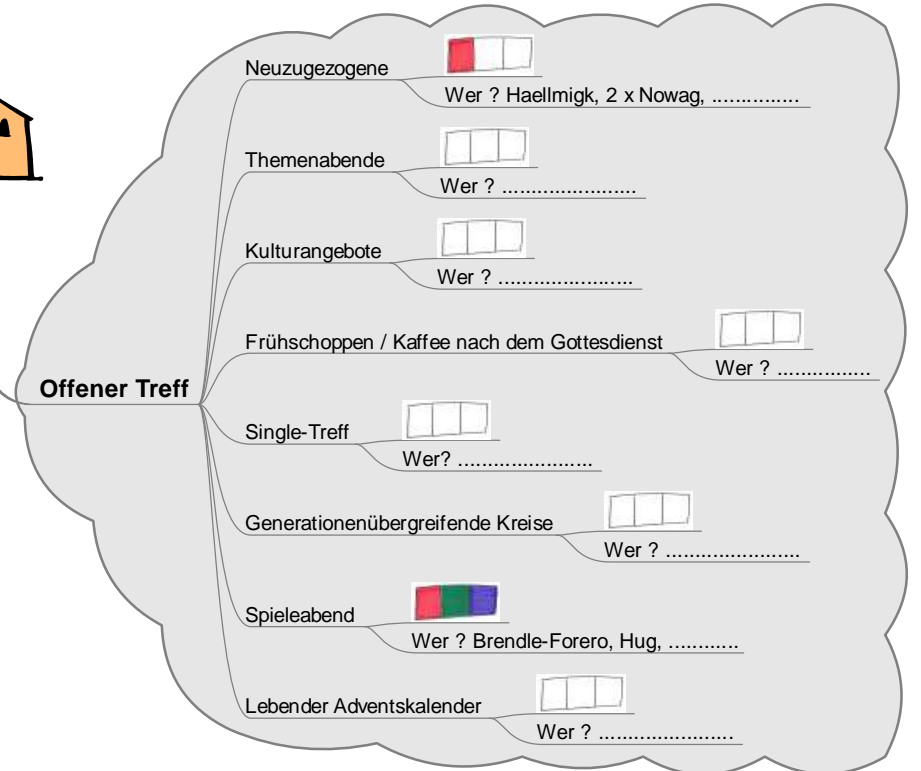 Offener Treff
Neuzugezogene
Wer ? Haellmigk, 2 x Nowag, ...............
Themenabende
Wer ? .......................
Kulturangebote
Wer ? .......................
Frühschoppen / Kaffee nach dem Gottesdienst
Wer ? ................
Single-Treff
Wer? .......................
Generationenübergreifende Kreise
Wer ? .......................
Spieleabend
Wer ? Brendle-Forero, Hug, ............
Lebender Adventskalender
Wer ? .......................